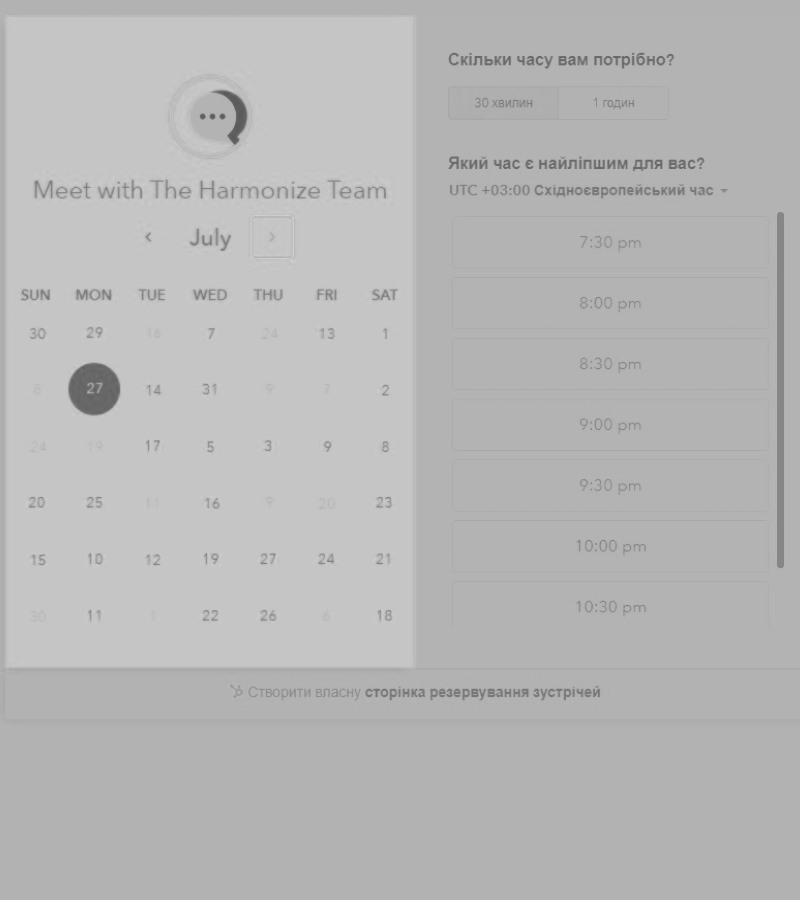 Meet with The Harmonize Team
July
SUN MON TUE WED THU FRI SAT
30 29 16 7 24 13 1
27 14 31 9 7 2
24 19 17 5 3 9 8
20 25 11 16 9 20 23
15 10 12 19 27 24 21
30 11 22 26 6 18
Скільки часу вам потрібно?
30 хвилин 1 годин
Який час є найліпшим для вас?
UTC +03:00 Східноєвропейський час
7:30 pm
8:00 pm
8:30 pm
9:00 pm
9:30 pm
10:00 pm
10:30 pm
Створити власну сторінка резервування зустрічей